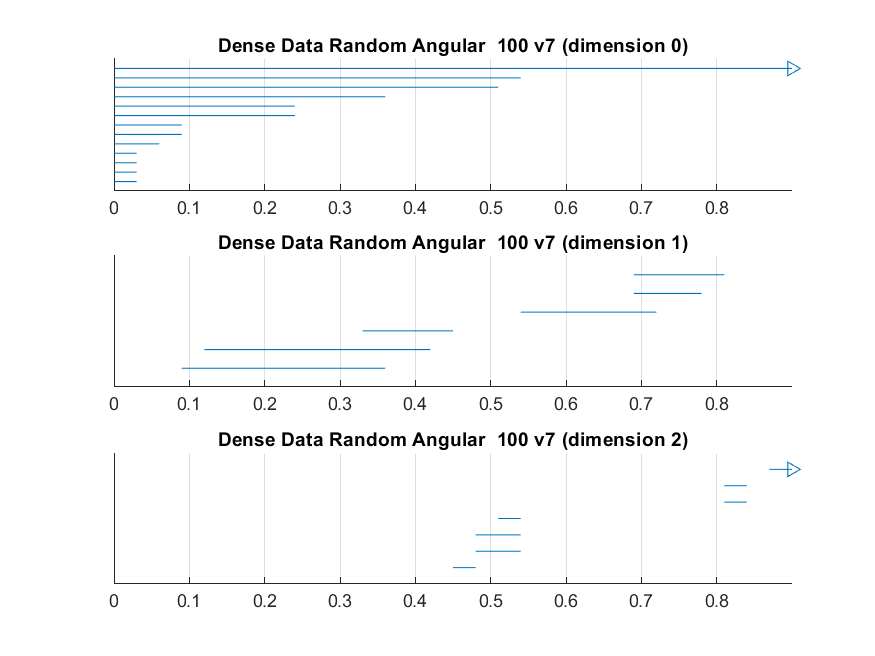 Dense Data Random Angular  100 v7 (dimension 0)
0 0.1 0.2 0.3 0.4 0.5 0.6 0.7 0.8
Dense Data Random Angular  100 v7 (dimension 1)
0 0.1 0.2 0.3 0.4 0.5 0.6 0.7 0.8
Dense Data Random Angular  100 v7 (dimension 2)
0 0.1 0.2 0.3 0.4 0.5 0.6 0.7 0.8